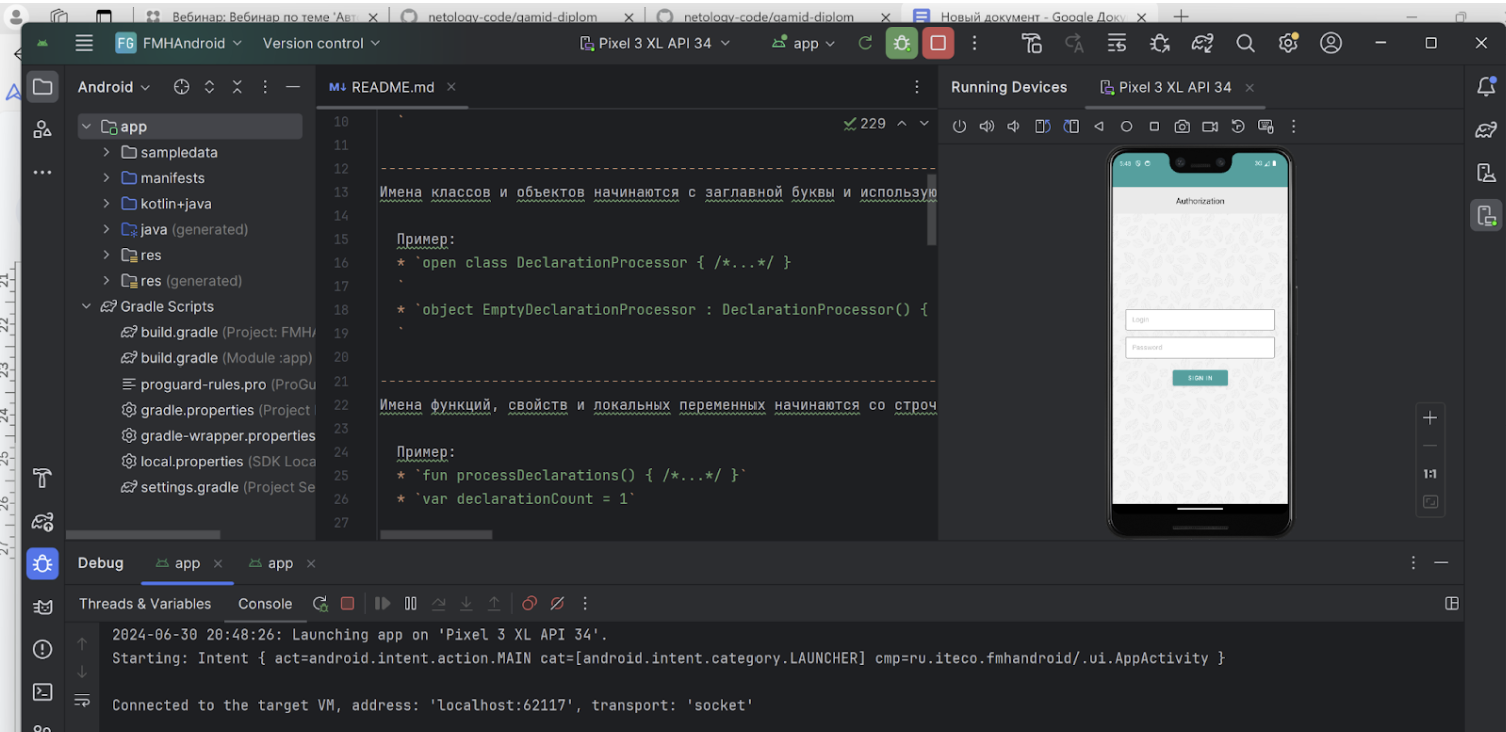 Вебинар: Вебинар по теме 'Авт
netology-code/qamid-diplom
netology-code/qamid-diplom
Новый документ - Google Доку
FG FMHAndroid
Version control
Pixel 3 XL API 34
app
Android
README.md
Running Devices
Pixel 3 XL API 34
app
sampledata
manifests
kotlin+java
java (generated)
res
res (generated)
Gradle Scripts
build.gradle (Project: FMHA
build.gradle (Module :app)
proguard-rules.pro (ProGu
gradle.properties (Project
gradle-wrapper.properties
local.properties (SDK Loca
settings.gradle (Project Se
229
10 `
11
12 --------------------------------------------------------------
13 Имена классов и объектов начинаются с заглавной буквы и использую
14
15 Пример:
16 * `open class DeclarationProcessor { /*...*/ }
17 `
18 * `object EmptyDeclarationProcessor : DeclarationProcessor() {
19 `
20
21 --------------------------------------------------------------
22 Имена функций, свойств и локальных переменных начинаются со строч
23
24 Пример:
25 * `fun processDeclarations() { /*...*/ }`
26 * `var declarationCount = 1`
27
Authorization
Login
Password
SIGN IN
1:1
Debug
app
app
Threads & Variables
Console
2024-06-30 20:48:26: Launching app on 'Pixel 3 XL API 34'.
Starting: Intent { act=android.intent.action.MAIN cat=[android.intent.category.LAUNCHER] cmp=ru.iteco.fmhandroid/.ui.AppActivity }
Connected to the target VM, address: 'localhost:62117', transport: 'socket'